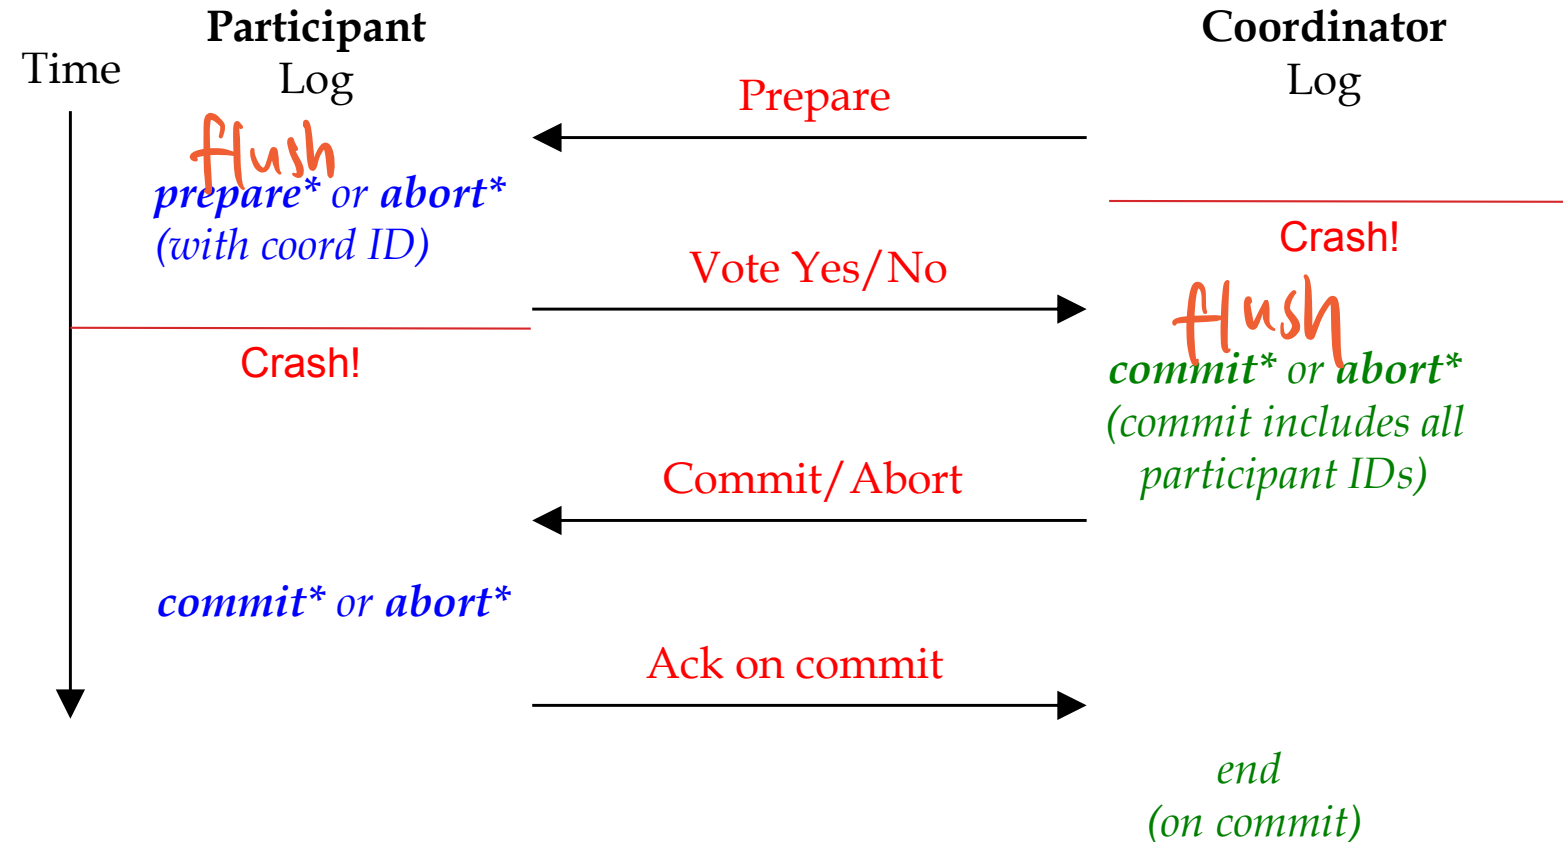 Participant
Coordinator
Time
Log
Log
Prepare
flush
prepare* or abort*
(with coord ID)
Crash!
Vote Yes/No
flush
Crash!
commit* or abort*
(commit includes all
participant IDs)
Commit/Abort
commit* or abort*
Ack on commit
end
(on commit)